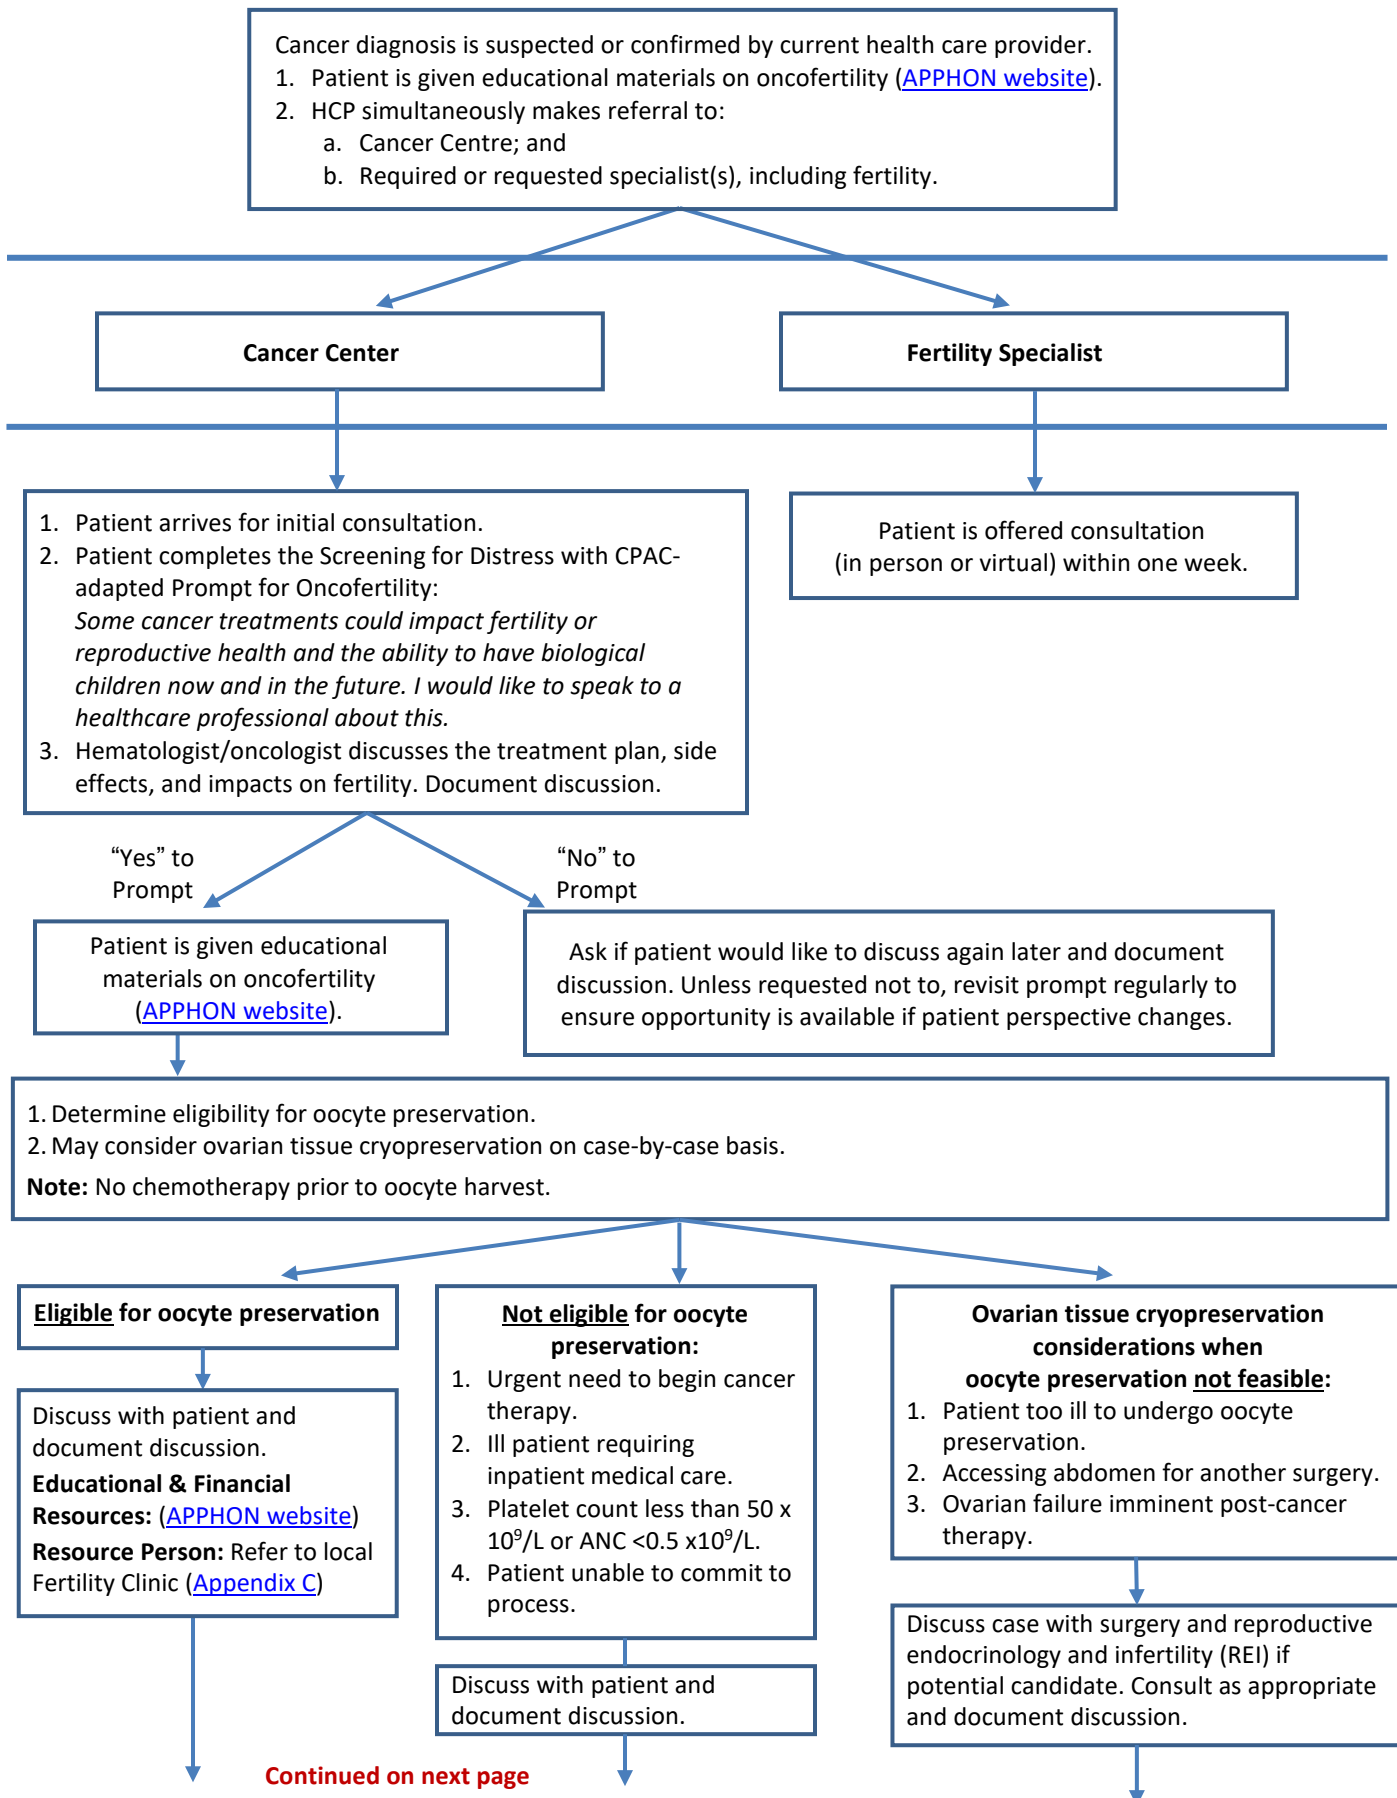 Cancer diagnosis is suspected or confirmed by current health care provider.
1. Patient is given educational materials on oncofertility (APPHON website).
2. HCP simultaneously makes referral to:
a. Cancer Centre; and
b. Required or requested specialist(s), including fertility.
Cancer Center
Fertility Specialist
1. Patient arrives for initial consultation.
2. Patient completes the Screening for Distress with CPAC-
adapted Prompt for Oncofertility:
Some cancer treatments could impact fertility or
reproductive health and the ability to have biological
children now and in the future. I would like to speak to a
healthcare professional about this.
3. Hematologist/oncologist discusses the treatment plan, side
effects, and impacts on fertility. Document discussion.
Patient is offered consultation
(in person or virtual) within one week.
“Yes” to
Prompt
“No” to
Prompt
Patient is given educational
materials on oncofertility
(APPHON website).
Ask if patient would like to discuss again later and document
discussion. Unless requested not to, revisit prompt regularly to
ensure opportunity is available if patient perspective changes.
1. Determine eligibility for oocyte preservation.
2. May consider ovarian tissue cryopreservation on case-by-case basis.
Note: No chemotherapy prior to oocyte harvest.
Eligible for oocyte preservation
Discuss with patient and
document discussion.
Educational & Financial
Resources: (APPHON website)
Resource Person: Refer to local
Fertility Clinic (Appendix C)
Not eligible for oocyte
preservation:
1. Urgent need to begin cancer
therapy.
2. Ill patient requiring
inpatient medical care.
3. Platelet count less than 50 x
10⁹/L or ANC <0.5 x10⁹/L.
4. Patient unable to commit to
process.
Discuss with patient and
document discussion.
Ovarian tissue cryopreservation
considerations when
oocyte preservation not feasible:
1. Patient too ill to undergo oocyte
preservation.
2. Accessing abdomen for another surgery.
3. Ovarian failure imminent post-cancer
therapy.
Discuss case with surgery and reproductive
endocrinology and infertility (REI) if
potential candidate. Consult as appropriate
and document discussion.
Continued on next page